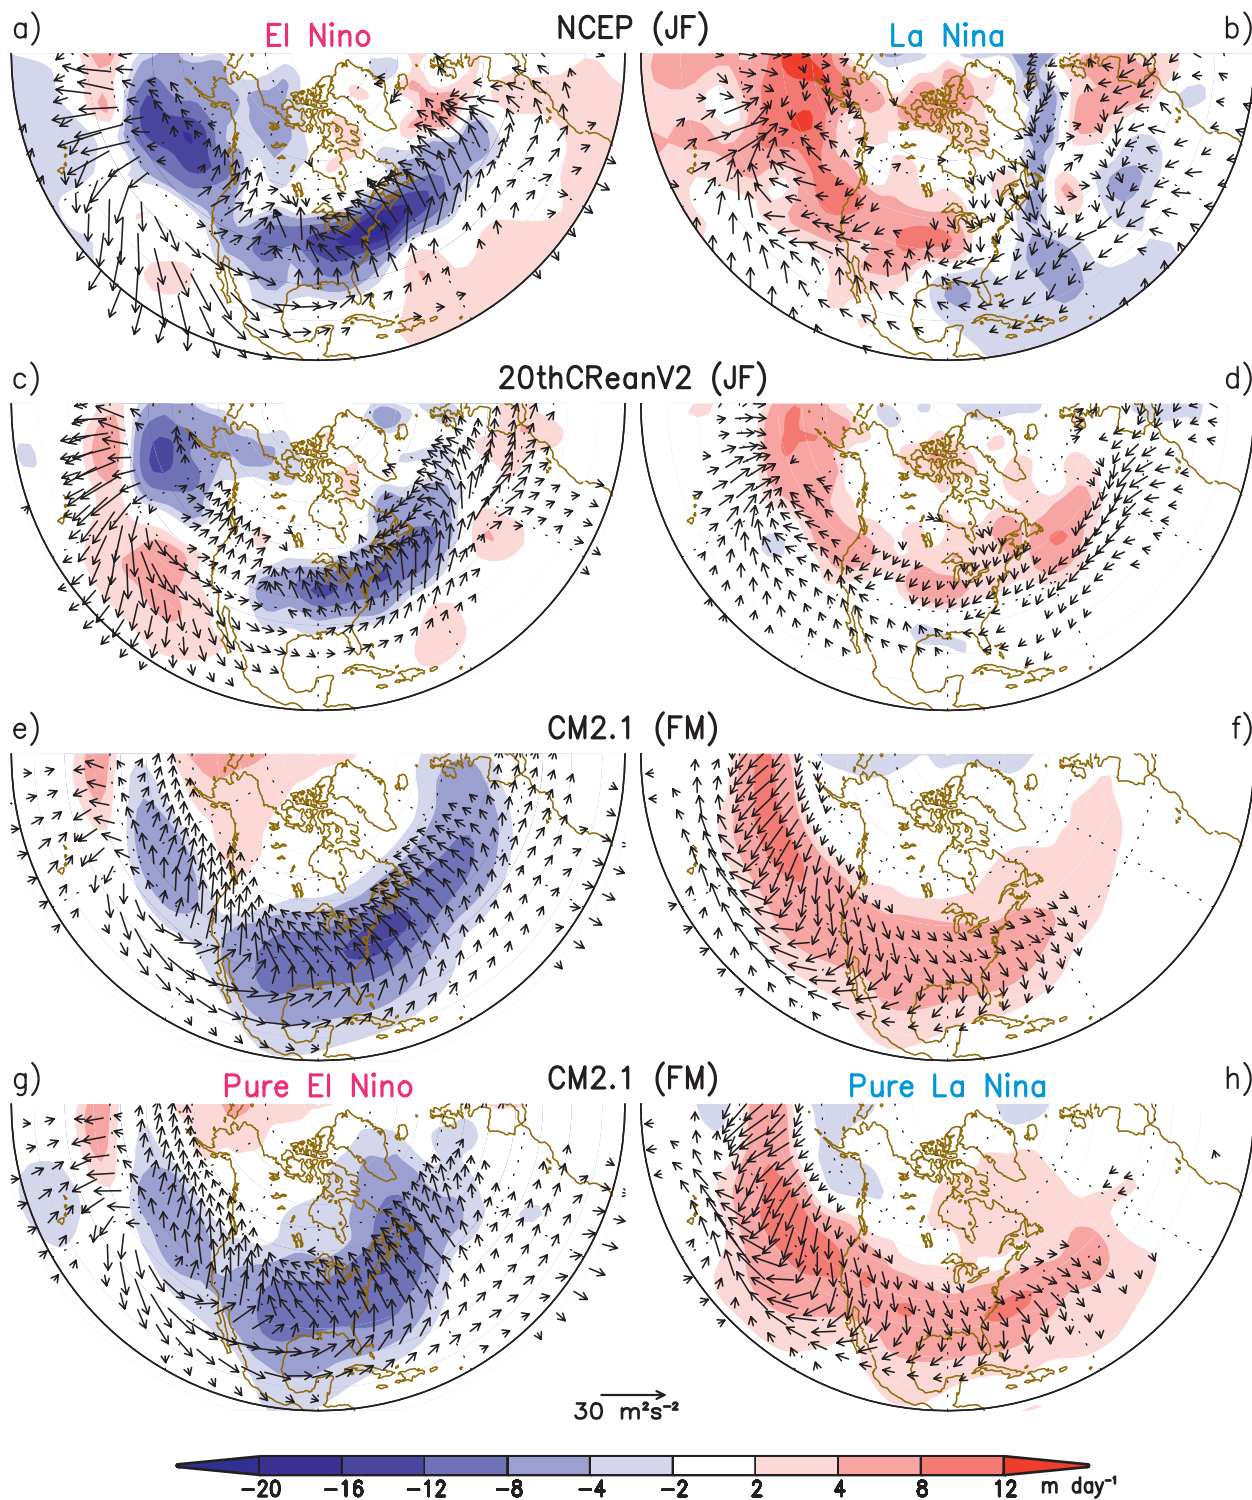 a) El Nino NCEP (JF) La Nina b)
c) 20thCReanV2 (JF) d)
e) CM2.1 (FM) f)
g) Pure El Nino CM2.1 (FM) Pure La Nina h)
30 m²s⁻²
-20 -16 -12 -8 -4 -2 2 4 8 12 m day⁻¹